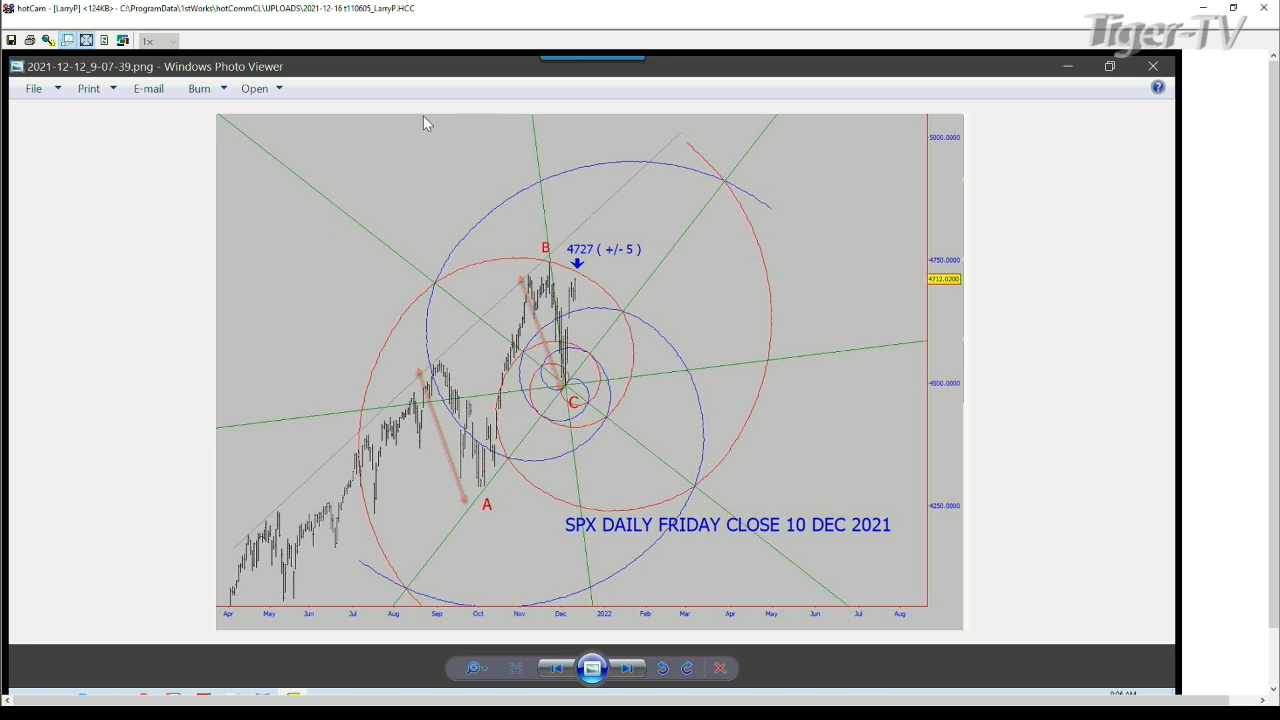 hotCam - [LarryP] <124KB>- C:\ProgramData\1stWorks\hotCommCL\UPLOADS\2021-12-16 t110605_LarryP.HCC
1x
Tiger-TV
2021-12-12_9-07-39.png - Windows Photo Viewer
File Print E-mail Burn Open
5000.0000
B 4727 ( +/- 5 )
4750.0000
4712.0200
4500.0000
C
A
4250.0000
SPX DAILY FRIDAY CLOSE 10 DEC 2021
Apr May Jun Jul Aug Sep Oct Nov Dec 2022 Feb Mar Apr May Jun Jul Aug